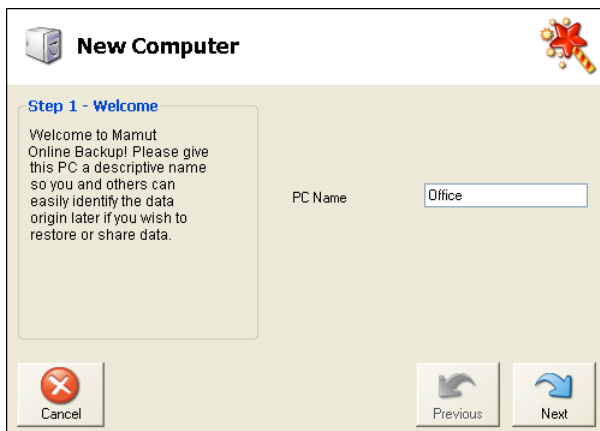 New Computer
Step 1 - Welcome
Welcome to Mamut
Online Backup! Please give
this PC a descriptive name
so you and others can
easily identify the data
origin later if you wish to
restore or share data.
PC Name
Office
Cancel
Previous
Next